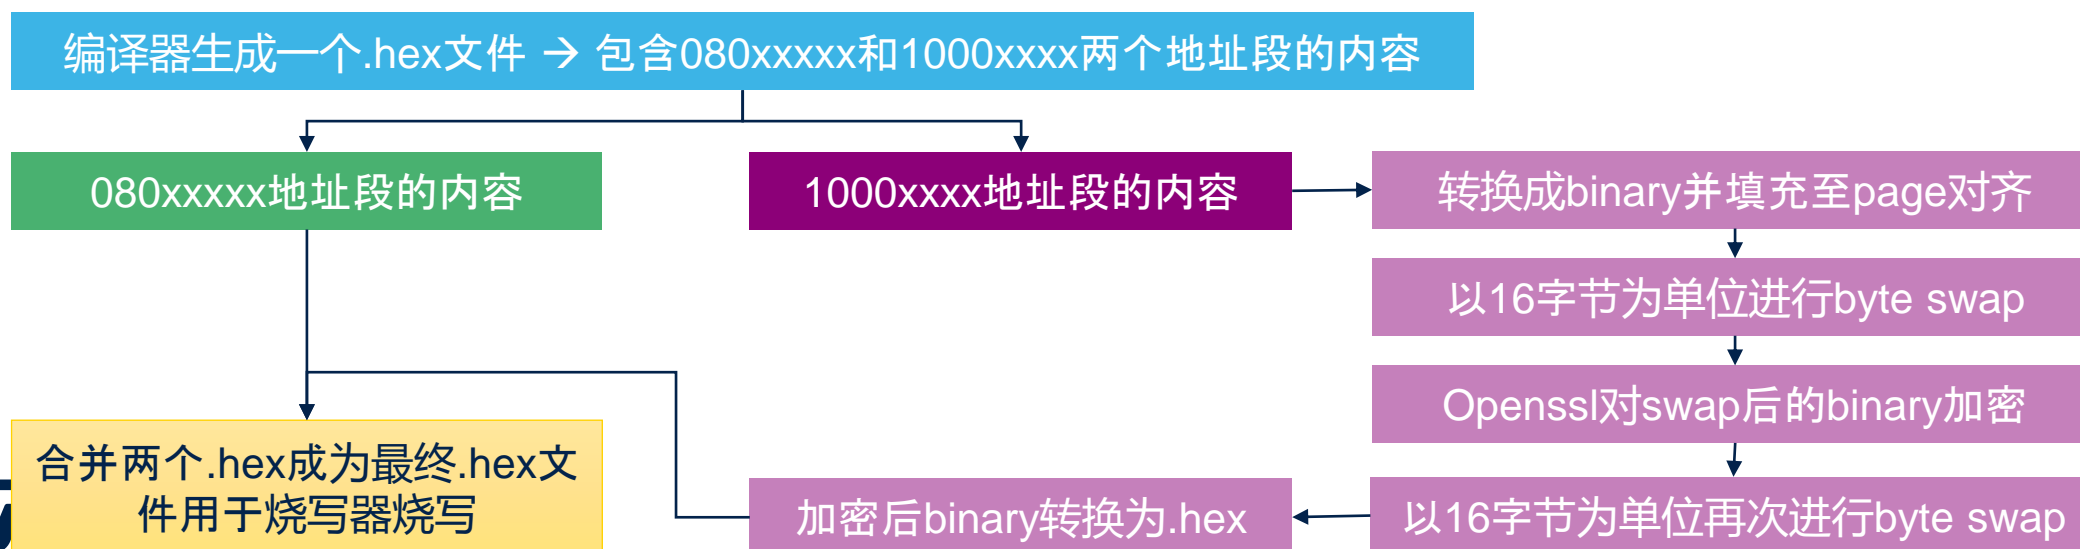 编译器生成一个.hex文件 → 包含080xxxxx和1000xxxx两个地址段的内容
080xxxxx地址段的内容
1000xxxx地址段的内容
转换成binary并填充至page对齐
以16字节为单位进行byte swap
Openssl对swap后的binary加密
以16字节为单位再次进行byte swap
加密后binary转换为.hex
合并两个.hex成为最终.hex文
件用于烧写器烧写